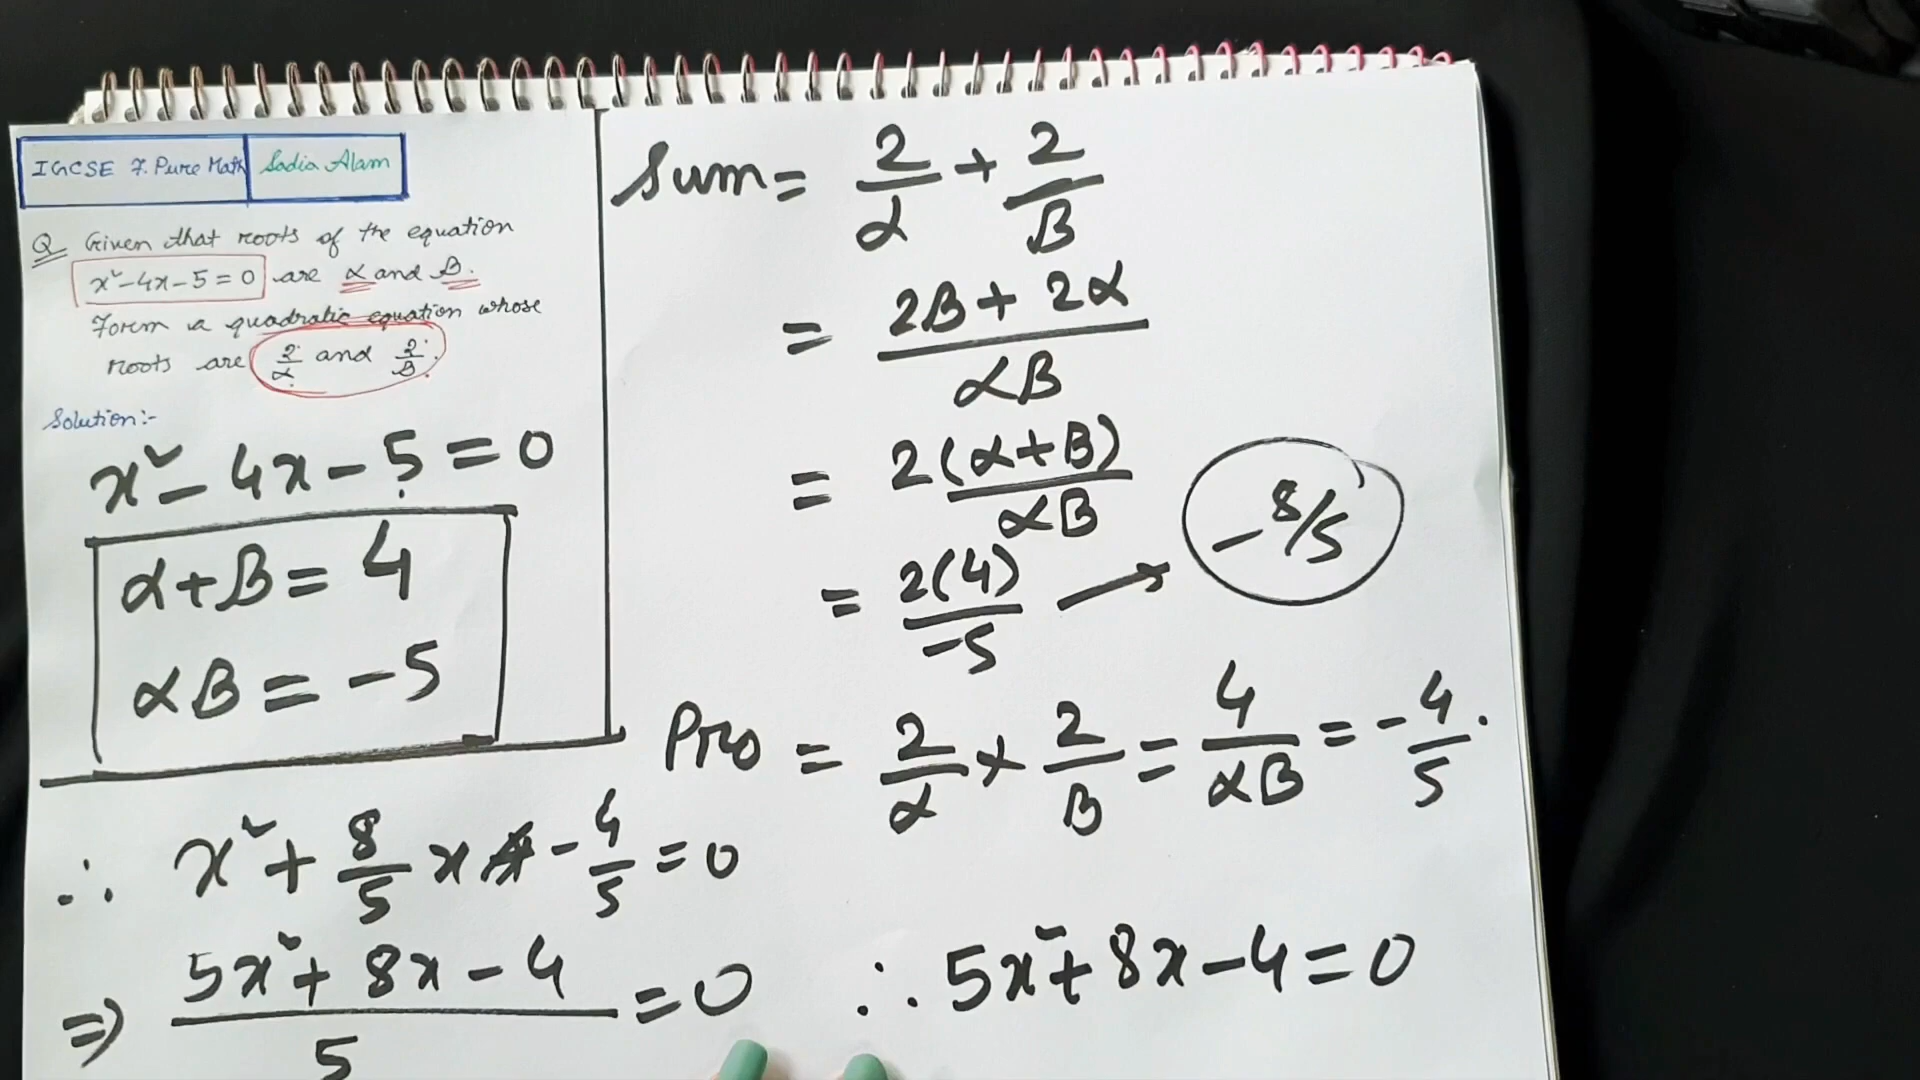 IGCSE F. Pure Math Sadia Alam
Q Given that roots of the equation
x² - 4x - 5 = 0 are α and β.
Form a quadratic equation whose
roots are 2/α and 2/β.
Solution:-
x² - 4x - 5 = 0
α + β = 4
αβ = -5
Sum = 2/α + 2/β
= (2β + 2α)/αβ
= 2(α + β)/αβ
= 2(4)/-5 → -8/5
Pro = 2/α × 2/β = 4/αβ = -4/5.
∴ x² + 8/5 x - 4/5 = 0
⇒ (5x² + 8x - 4)/5 = 0
∴ 5x² + 8x - 4 = 0